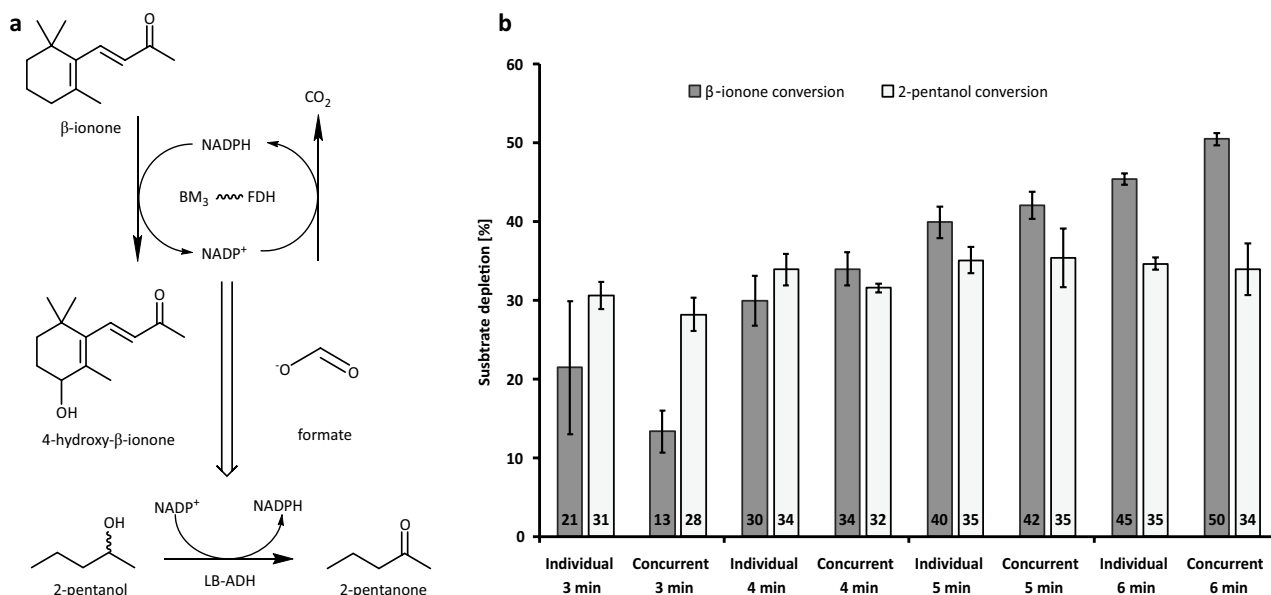 a
O
β-ionone
CO2
NADPH
BM3 FDH
NADP+
O
OH
4-hydroxy-β-ionone
-O O
formate
OH
NADP+ NADPH
O
LB-ADH
2-pentanol 2-pentanone
b
β-ionone conversion 2-pentanol conversion
Susbtrate depletion [%]
60
50
40
30
20
10
0
21 31 13 28 30 34 34 32 40 35 42 35 45 35 50 34
Individual Concurrent Individual Concurrent Individual Concurrent Individual Concurrent
3 min 3 min 4 min 4 min 5 min 5 min 6 min 6 min